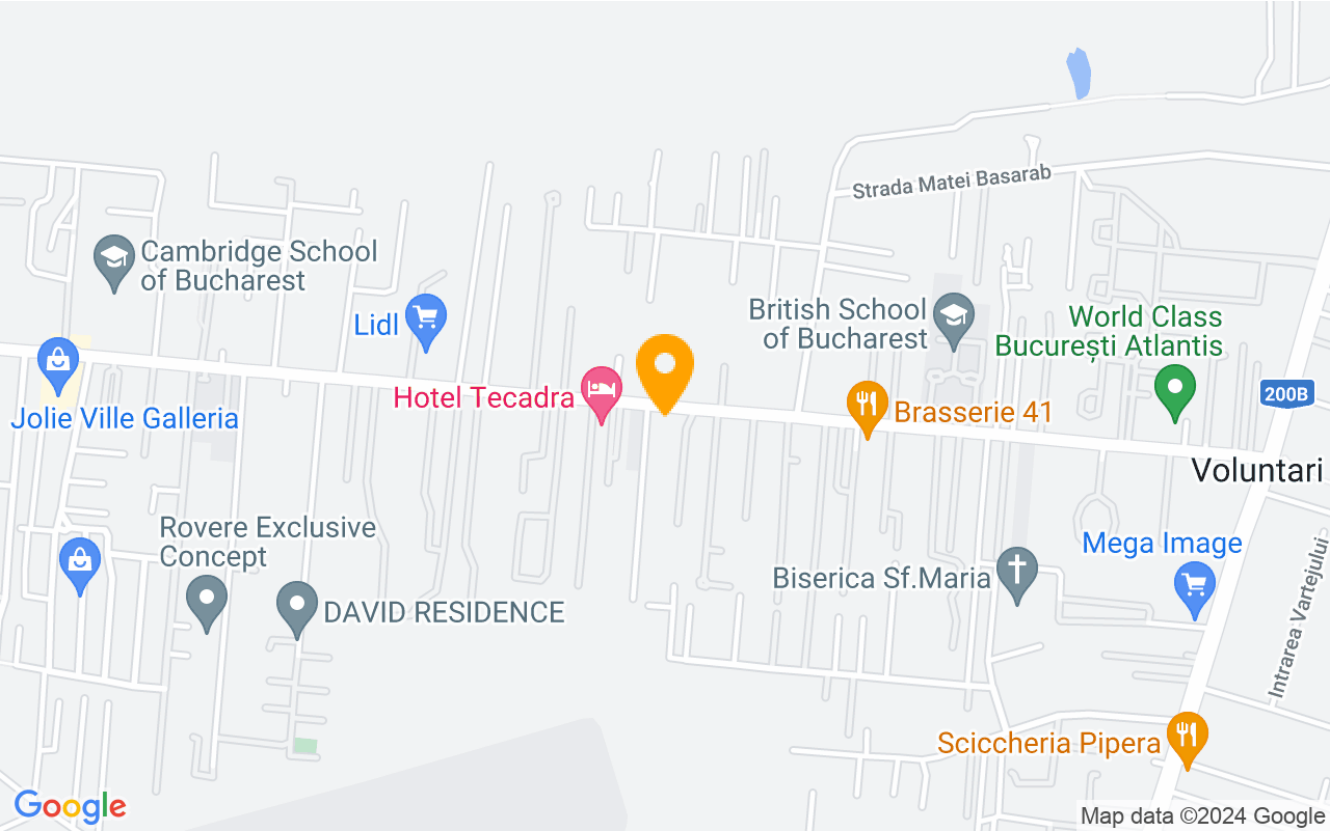 Strada Matei Basarab
Cambridge School
of Bucharest
Lidl
British School
of Bucharest
World Class
București Atlantis
Hotel Tecadra
200B
Jolie Ville Galleria
Brasserie 41
Voluntari
Rovere Exclusive
Concept
Mega Image
Biserica Sf.Maria
DAVID RESIDENCE
Intrarea Vartejului
Sciccheria Pipera
Google
Map data ©2024 Google